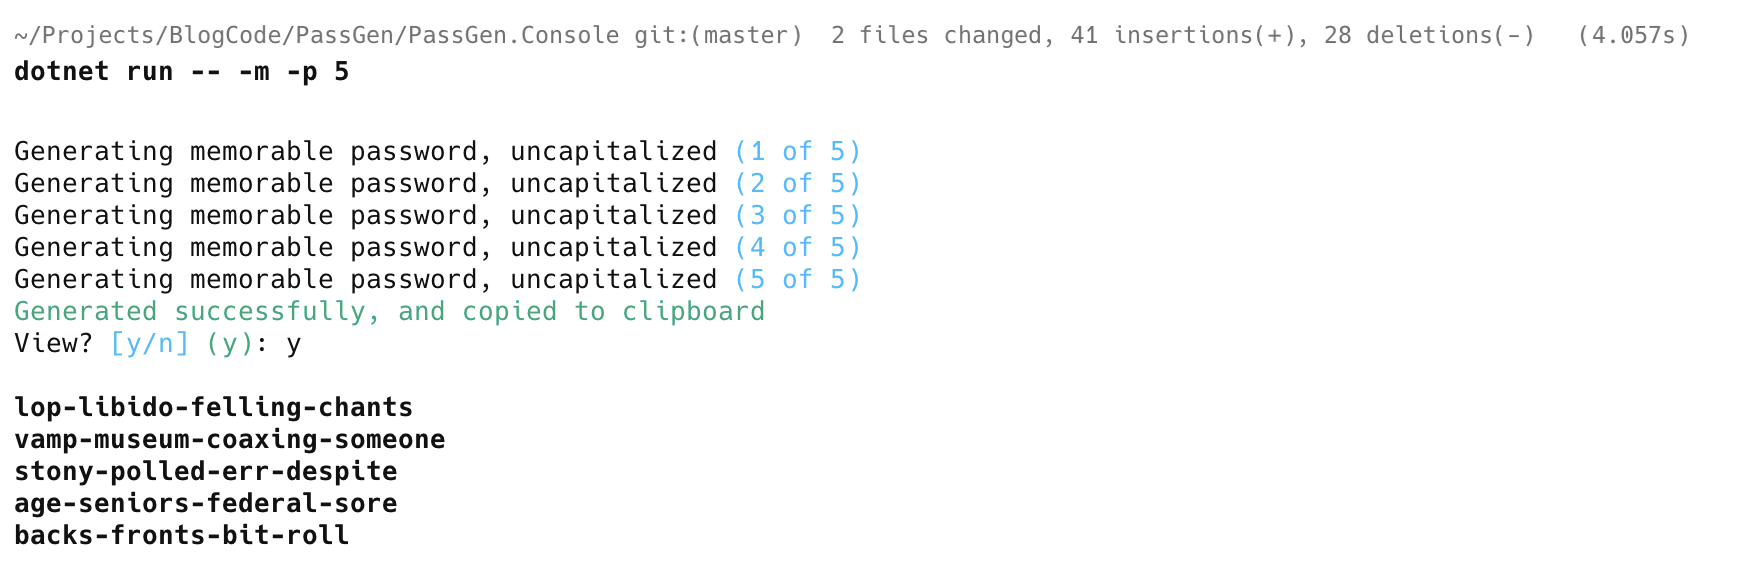 ~/Projects/BlogCode/PassGen/PassGen.Console git:(master)  2 files changed, 41 insertions(+), 28 deletions(-)  (4.057s)
dotnet run -- -m -p 5
Generating memorable password, uncapitalized (1 of 5)
Generating memorable password, uncapitalized (2 of 5)
Generating memorable password, uncapitalized (3 of 5)
Generating memorable password, uncapitalized (4 of 5)
Generating memorable password, uncapitalized (5 of 5)
Generated successfully, and copied to clipboard
View? [y/n] (y): y
lop-libido-felling-chants
vamp-museum-coaxing-someone
stony-polled-err-despite
age-seniors-federal-sore
backs-fronts-bit-roll